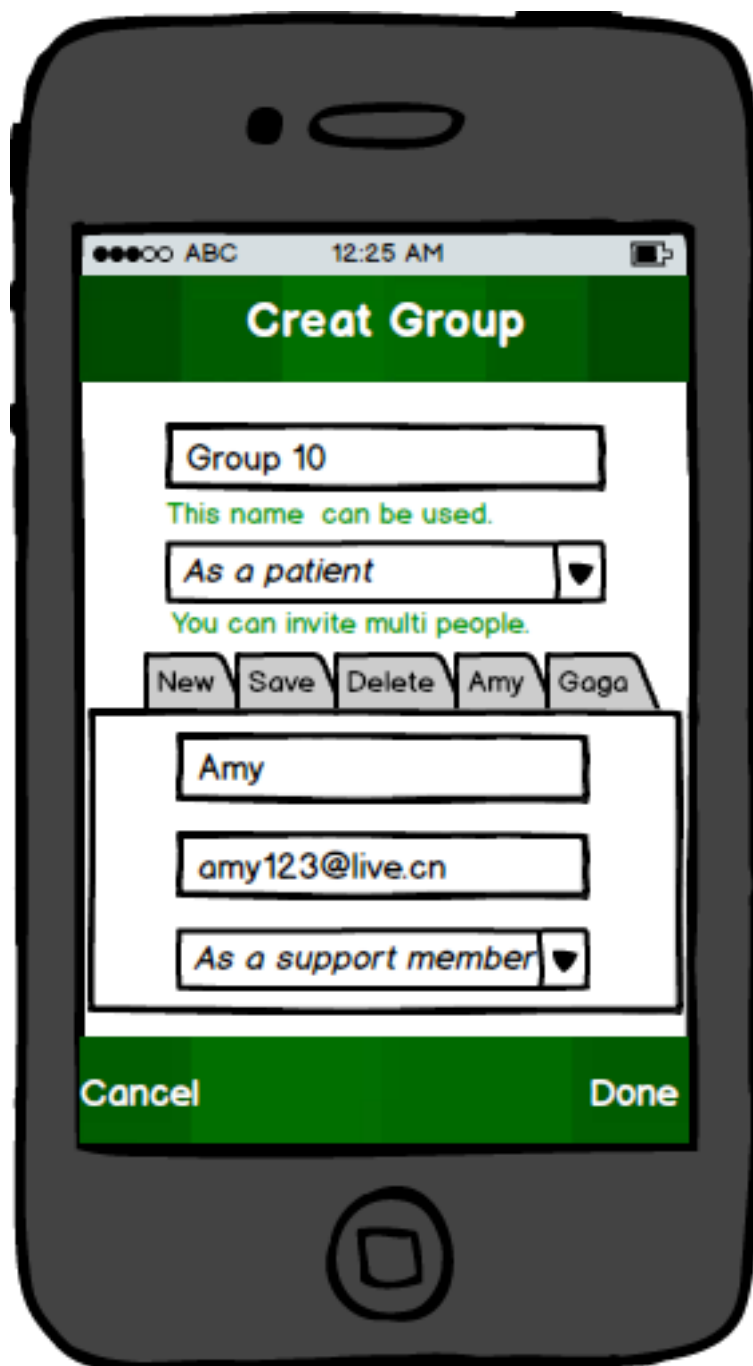 ABC 12:25 AM
Creat Group
Group 10
This name can be used.
As a patient
You can invite multi people.
New Save Delete Amy Gaga
Amy
amy123@live.cn
As a support member
Cancel Done